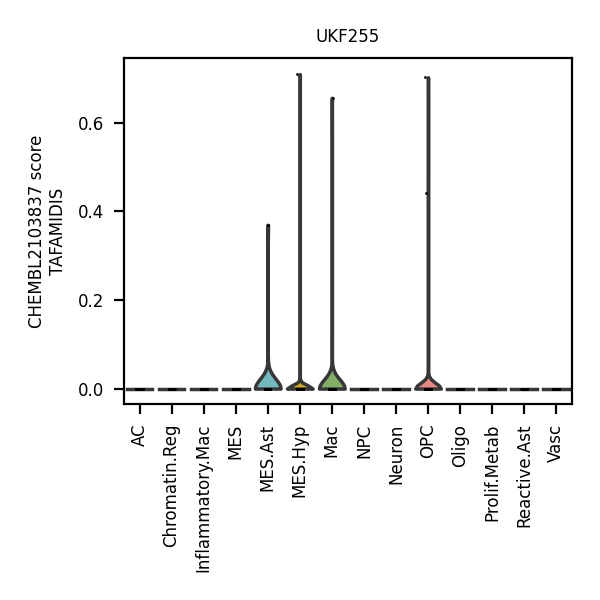 UKF255
CHEMBL2103837 score
TAFAMIDIS
0.6
0.4
0.2
0.0
AC
Chromatin.Reg
Inflammatory.Mac
MES
MES.Ast
MES.Hyp
Mac
NPC
Neuron
OPC
Oligo
Prolif.Metab
Reactive.Ast
Vasc